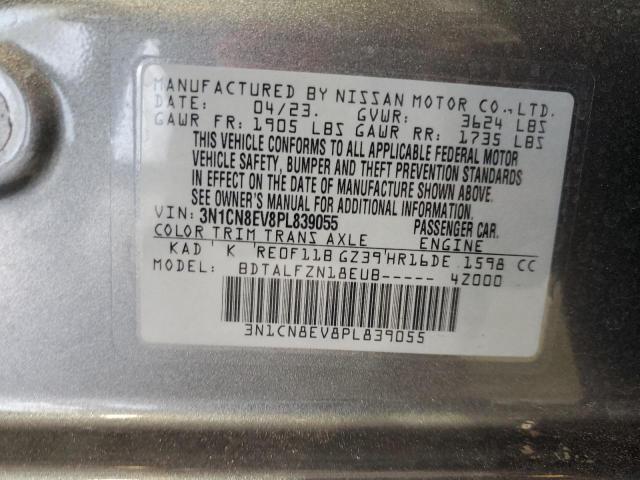 MANUFACTURED BY NISSAN MOTOR CO.,LTD.
DATE: 04/23. GVWR: 3624 LBS
GAWR FR: 1905 LBS GAWR RR: 1735 LBS
THIS VEHICLE CONFORMS TO ALL APPLICABLE FEDERAL MOTOR
VEHICLE SAFETY, BUMPER AND THEFT PREVENTION STANDARDS
IN EFFECT ON THE DATE OF MANUFACTURE SHOWN ABOVE.
SEE OWNER'S MANUAL FOR ADDITIONAL INFORMATION.
VIN: 3N1CN8EV8PL839055 PASSENGER CAR.
COLOR TRIM TRANS AXLE ENGINE
KAD K RE0F11B GZ39 HR16DE 1598 CC
MODEL: BDTALFZN18EUB----- 4Z000
3N1CN8EV8PL839055